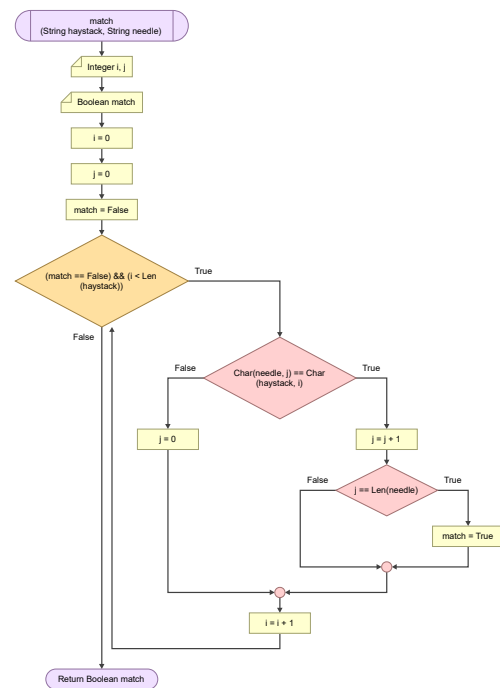 match
(String haystack, String needle)
Integer i, j
Boolean match
i = 0
j = 0
match = False
(match == False) && (i < Len
(haystack))
True
False
Char(needle, j) == Char
(haystack, i)
False
True
j = 0
j = j + 1
j == Len(needle)
False
True
match = True
i = i + 1
Return Boolean match